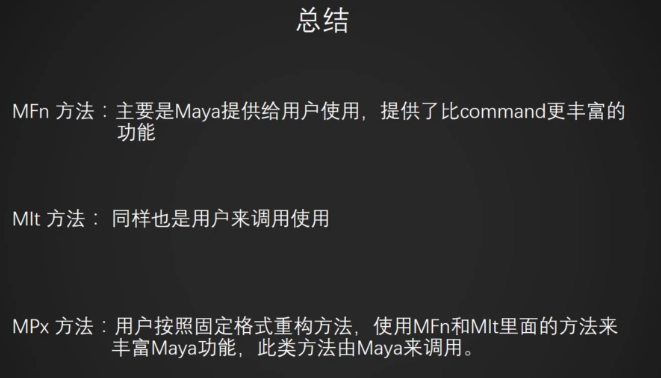 总结
MFn 方法：主要是Maya提供给用户使用，提供了比command更丰富的
功能
MIt 方法： 同样也是用户来调用使用
MPx 方法：用户按照固定格式重构方法，使用MFn和MIt里面的方法来
丰富Maya功能，此类方法由Maya来调用。